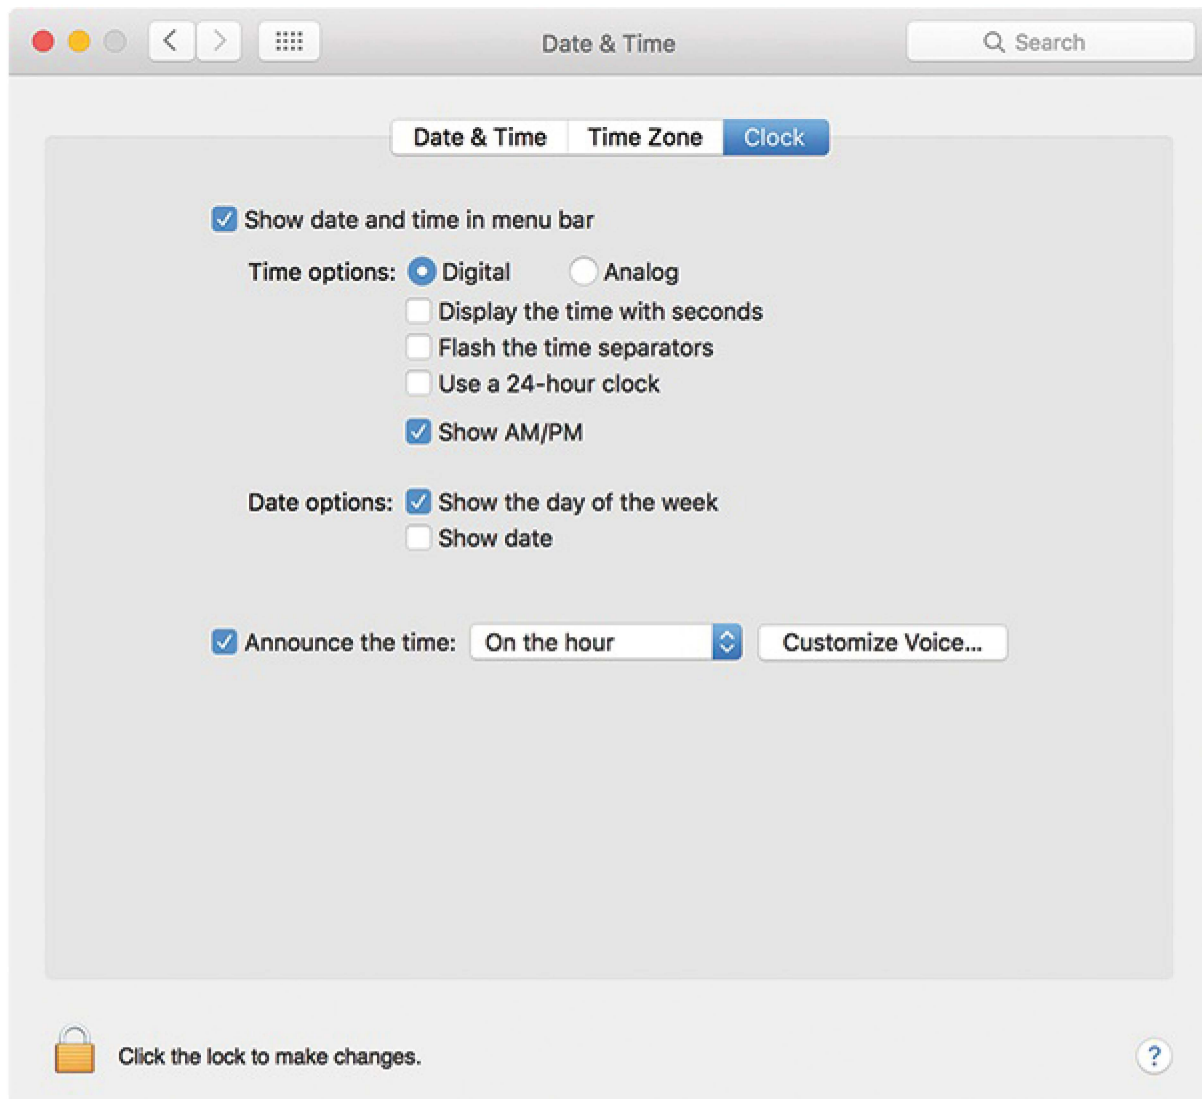 Date & Time
Search
Date & Time Time Zone Clock
Show date and time in menu bar
Time options: Digital Analog
Display the time with seconds
Flash the time separators
Use a 24-hour clock
Show AM/PM
Date options: Show the day of the week
Show date
Announce the time: On the hour Customize Voice...
Click the lock to make changes.
?